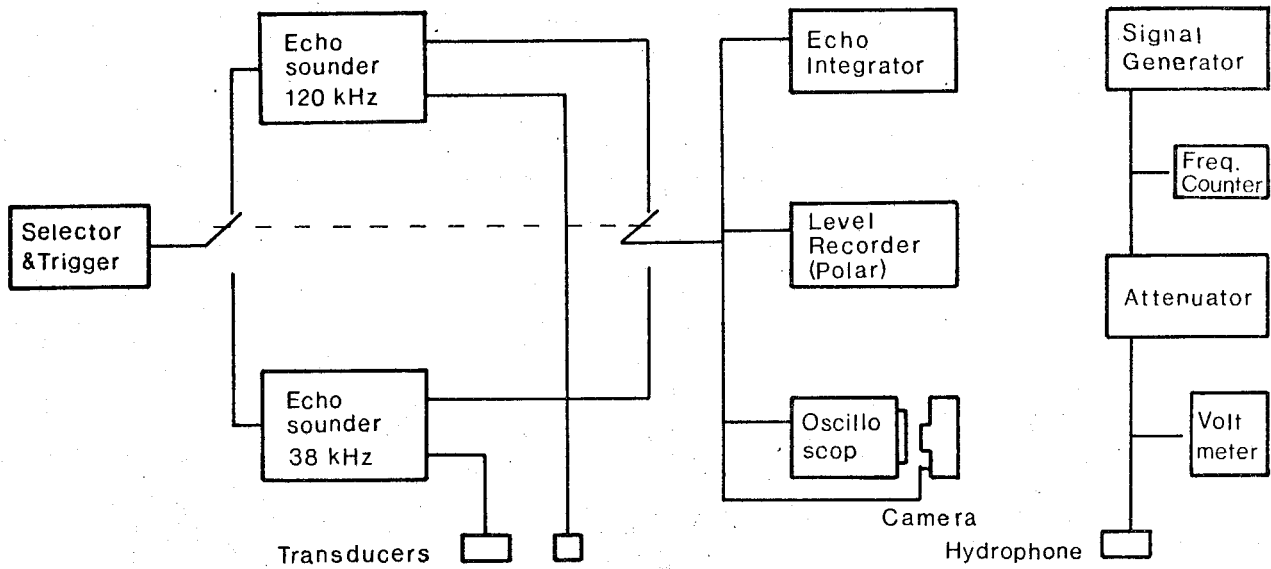 Echo
sounder
120 kHz
Echo
Integrator
Signal
Generator
Freq.
Counter
Selector
&Trigger
Level
Recorder
(Polar)
Attenuator
Echo
sounder
38 kHz
Oscillo
scop
Volt
meter
Camera
Transducers
Hydrophone